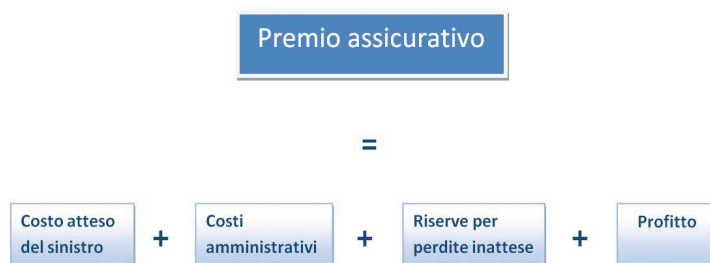 Premio assicurativo
=
Costo atteso + Costi + Riserve per + Profitto
del sinistro amministrativi perdite inattese